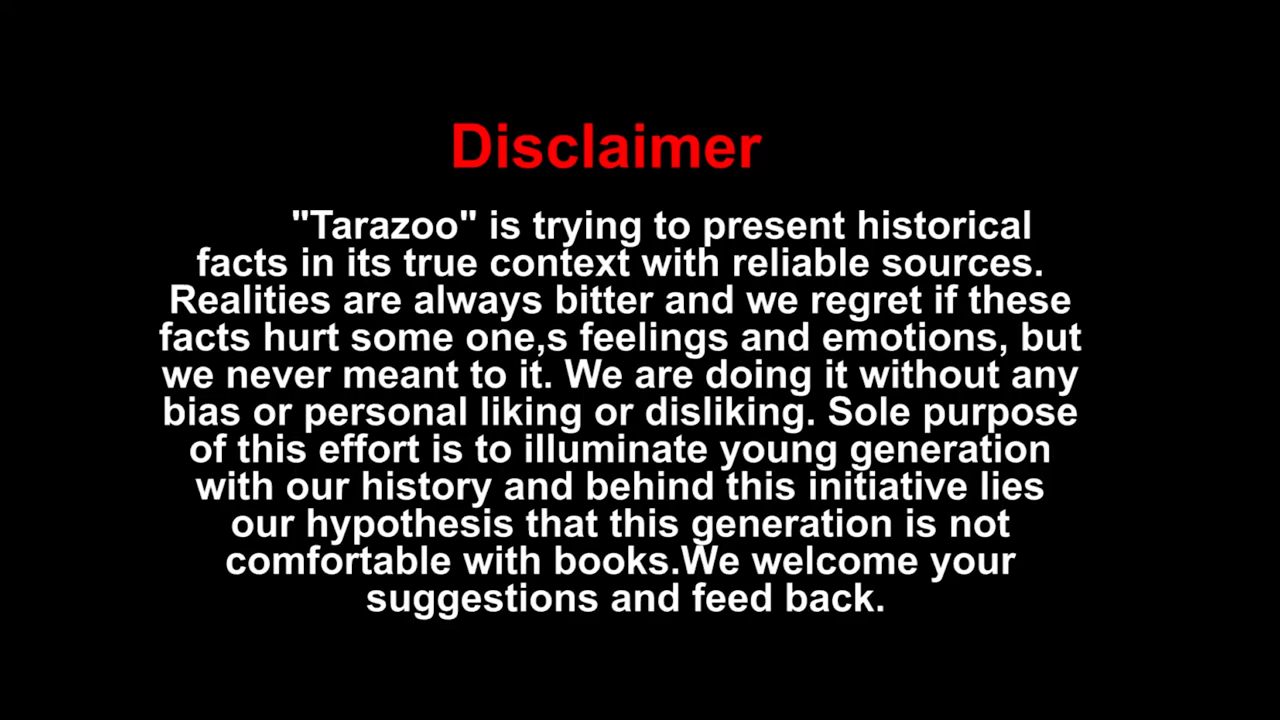 Disclaimer
"Tarazoo" is trying to present historical
facts in its true context with reliable sources.
Realities are always bitter and we regret if these
facts hurt some one,s feelings and emotions, but
we never meant to it. We are doing it without any
bias or personal liking or disliking. Sole purpose
of this effort is to illuminate young generation
with our history and behind this initiative lies
our hypothesis that this generation is not
comfortable with books.We welcome your
suggestions and feed back.